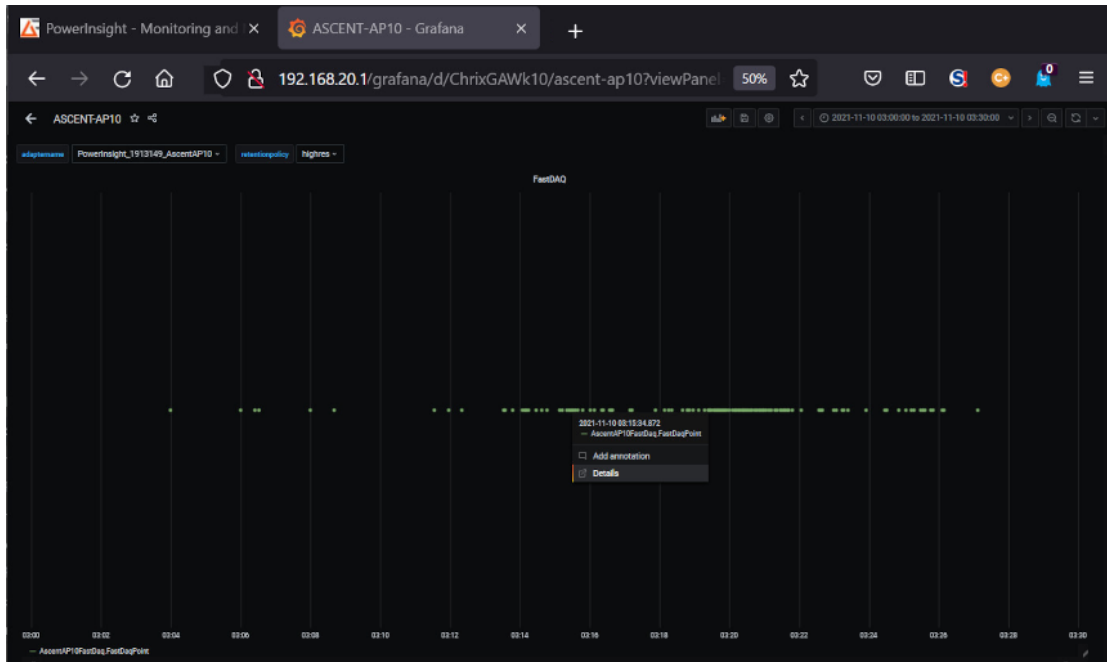 PowerInsight - Monitoring and
ASCENT-AP10 - Grafana
192.168.20.1/grafana/d/ChrixGAWk10/ascent-ap10?viewPanel
50%
0
ASCENT-AP10
2021-11-10 03:00:00 to 2021-11-10 03:30:00
adaptername PowerInsight_1913149_AscentAP10 retentionpolicy highres
FastDAQ
2021-11-10 03:15:34.872
AscentAP10FastDaq.FastDaqPoint
Add annotation
Details
03:00 03:02 03:04 03:06 03:08 03:10 03:12 03:14 03:16 03:18 03:20 03:22 03:24 03:26 03:28 03:30
AscentAP10FastDaq.FastDaqPoint